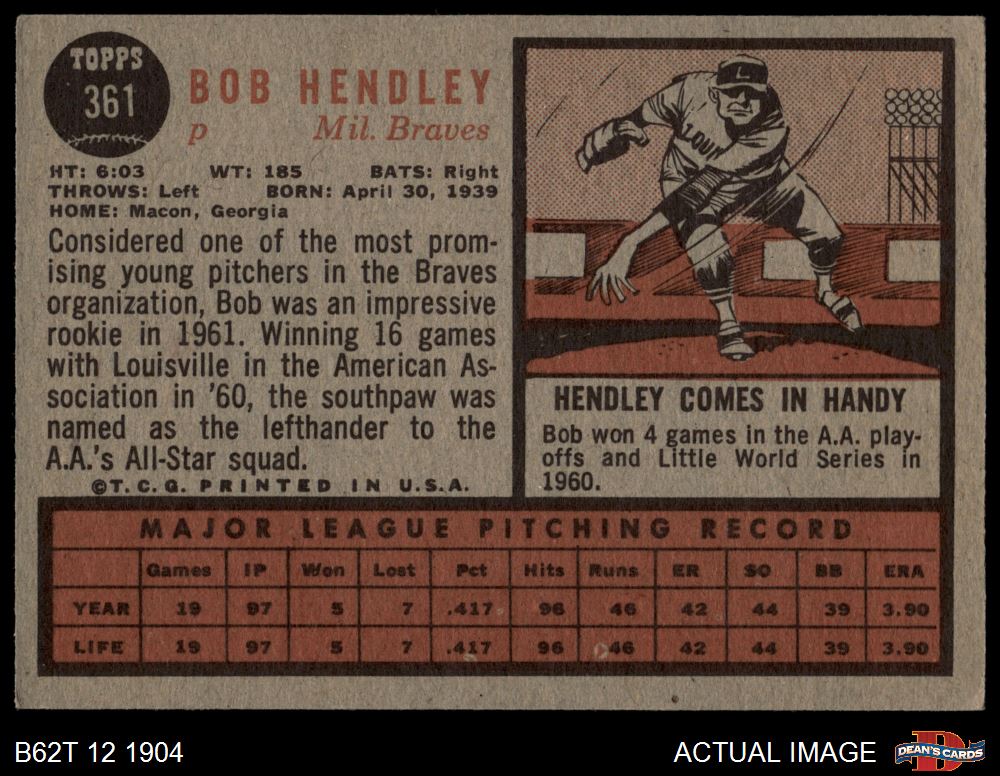 TOPPS
361
BOB HENDLEY
p Mil. Braves
HT: 6:03 WT: 185 BATS: Right
THROWS: Left BORN: April 30, 1939
HOME: Macon, Georgia
Considered one of the most prom-
ising young pitchers in the Braves
organization, Bob was an impressive
rookie in 1961. Winning 16 games
with Louisville in the American As-
sociation in '60, the southpaw was
named as the lefthander to the
A.A.'s All-Star squad.
©T.C.G. PRINTED IN U.S.A.
L
LOUI
HENDLEY COMES IN HANDY
Bob won 4 games in the A.A. play-
offs and Little World Series in
1960.
MAJOR LEAGUE PITCHING RECORD
Games IP Won Lost Pct Hits Runs ER SO BB ERA
YEAR 19 97 5 7 .417 96 46 42 44 39 3.90
LIFE 19 97 5 7 .417 96 46 42 44 39 3.90
B62T 12 1904
ACTUAL IMAGE
D
DEAN'S CARDS